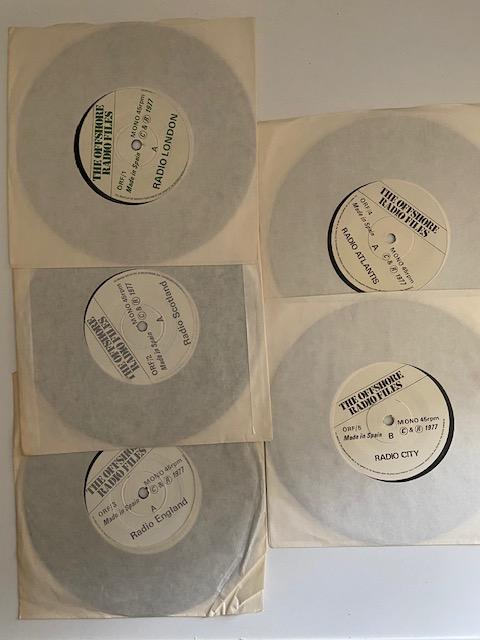 THE OFFSHORE
RADIO FILES
ORF/1
MONO 45rpm
Made in Spain
© & ℗ 1977
A
RADIO LONDON
THE OFFSHORE
RADIO FILES
ORF/2
MONO 45rpm
Made in Spain
© & ℗ 1977
A
Radio Scotland
THE OFFSHORE
RADIO FILES
ORF/3
MONO 45rpm
Made in Spain
© & ℗ 1977
A
Radio England
THE OFFSHORE
RADIO FILES
ORF/4
MONO 45rpm
Made in Spain
© & ℗ 1977
A
RADIO ATLANTIS
THE OFFSHORE
RADIO FILES
ORF/5
MONO 45rpm
Made in Spain
© & ℗ 1977
B
RADIO CITY